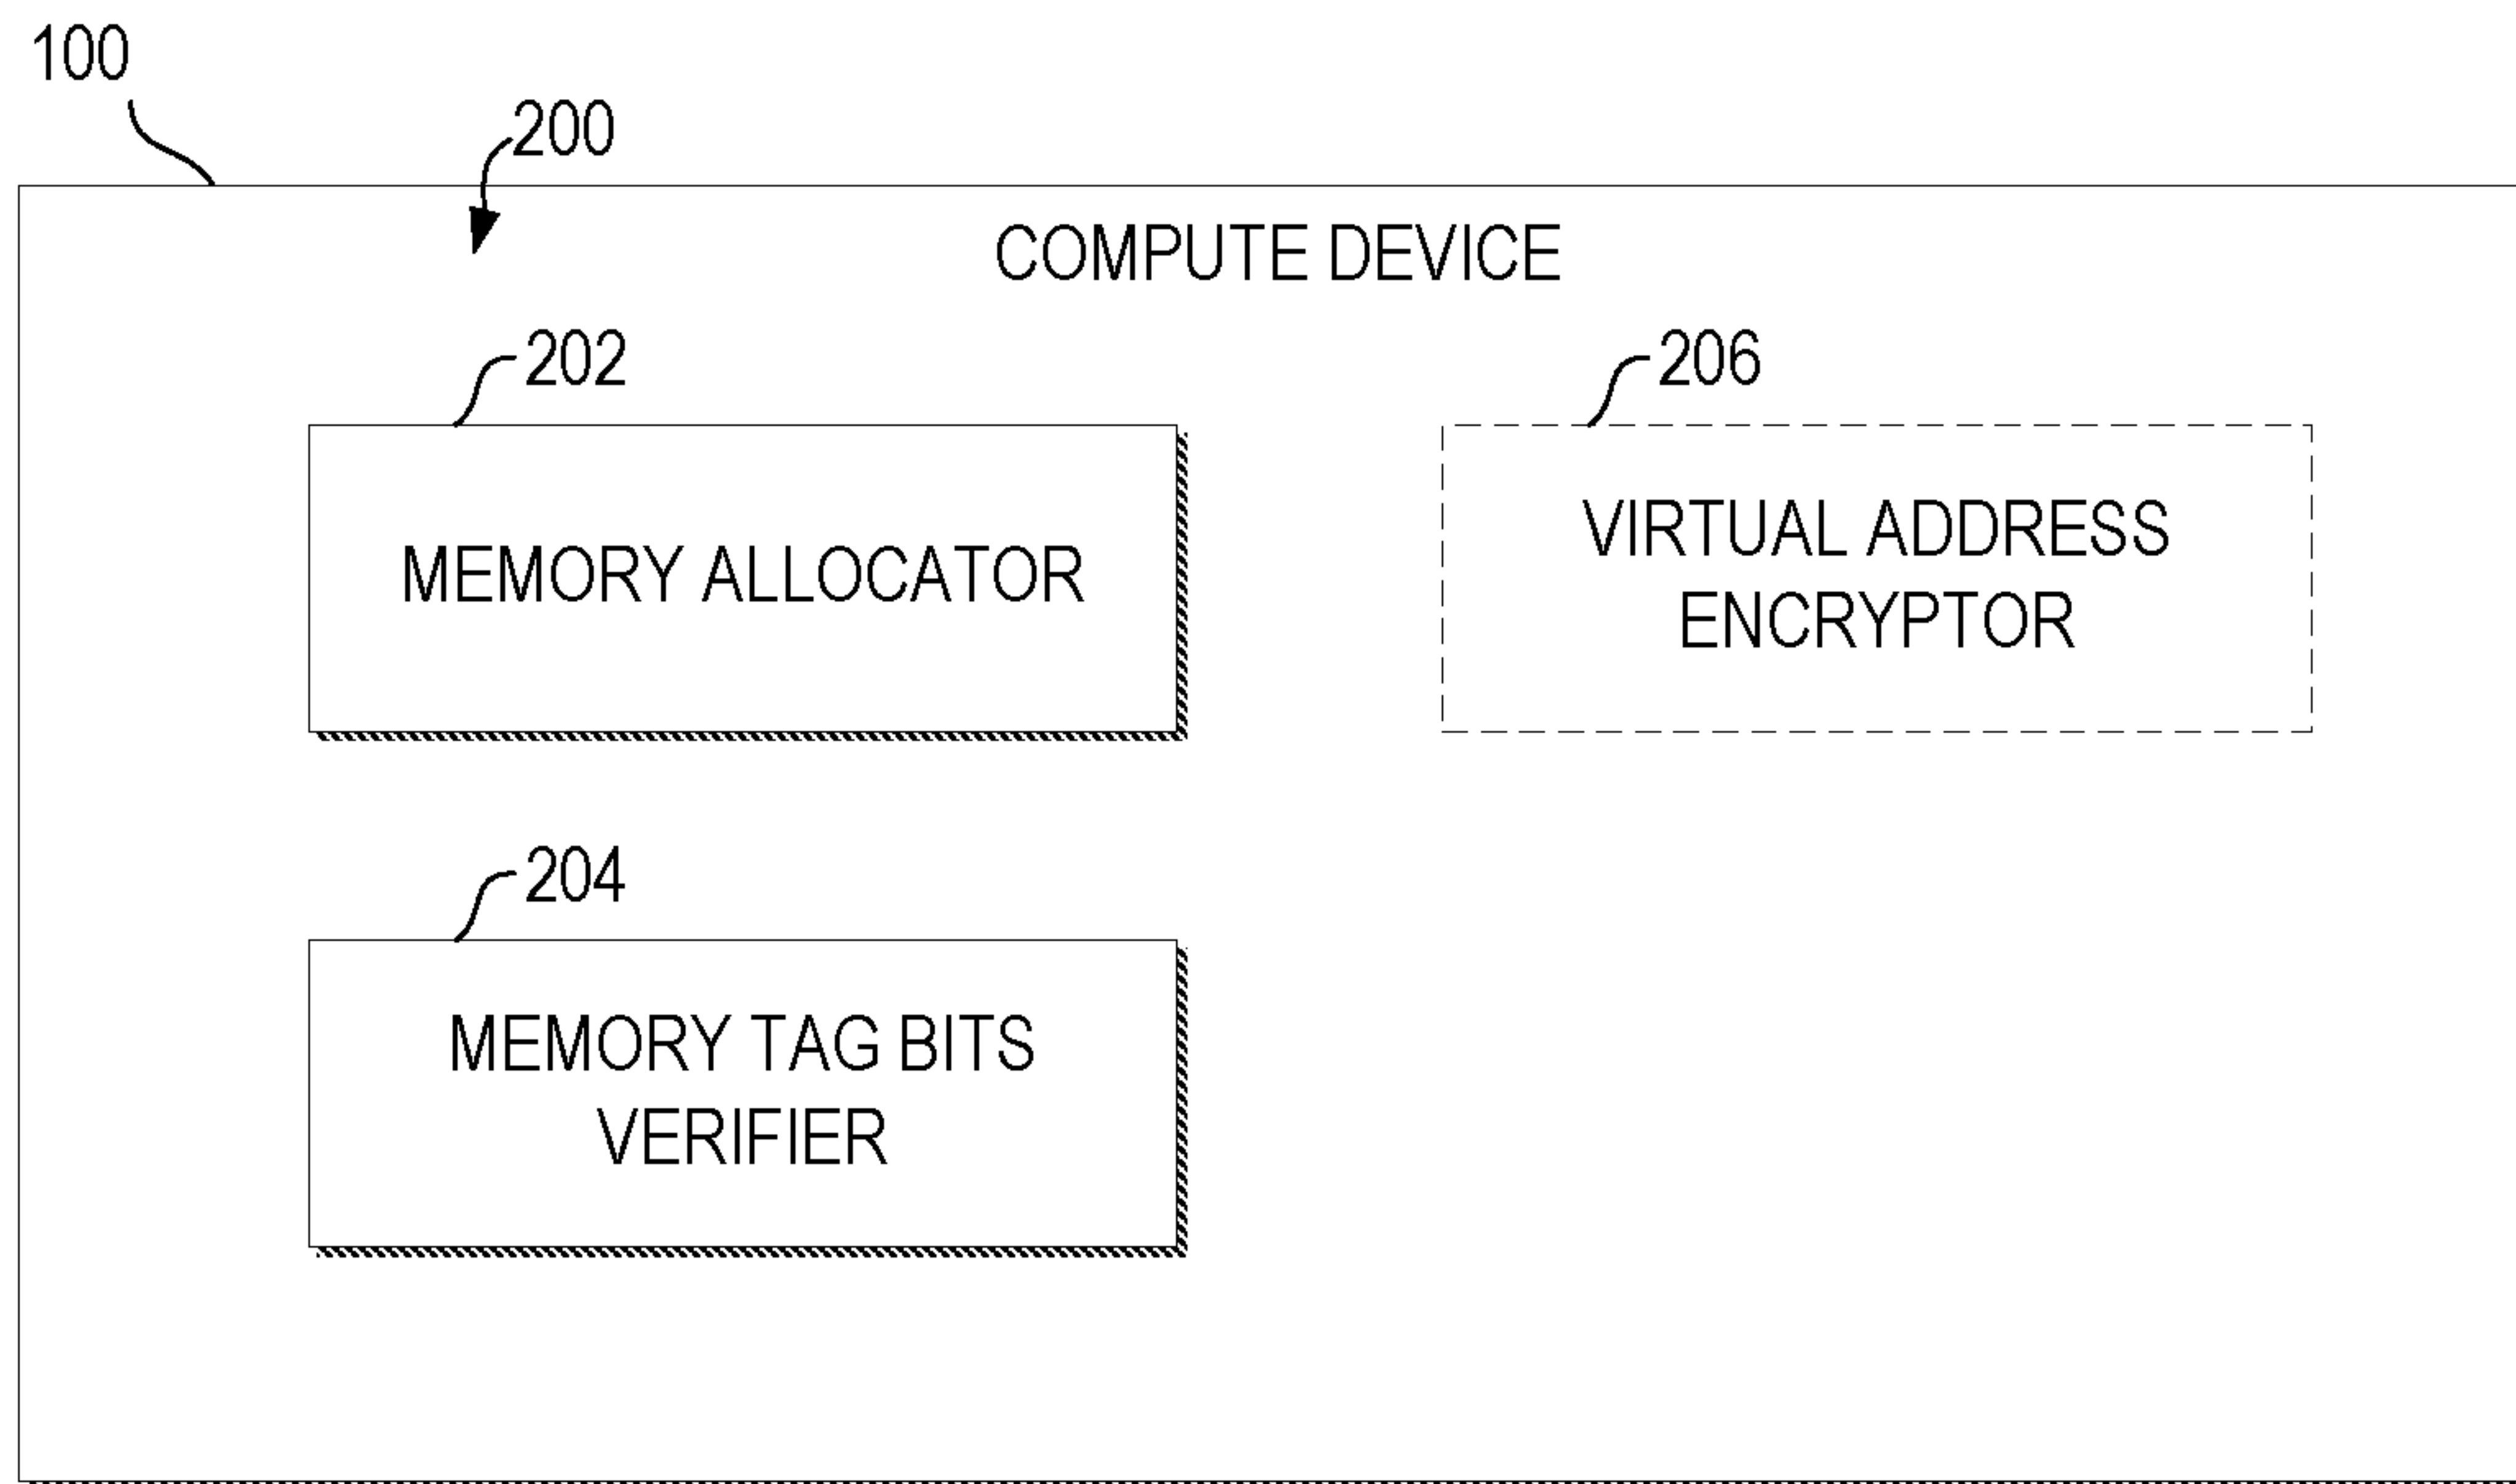 100
200
COMPUTE DEVICE
202
206
MEMORY ALLOCATOR
VIRTUAL ADDRESS
ENCRYPTOR
204
MEMORY TAG BITS
VERIFIER